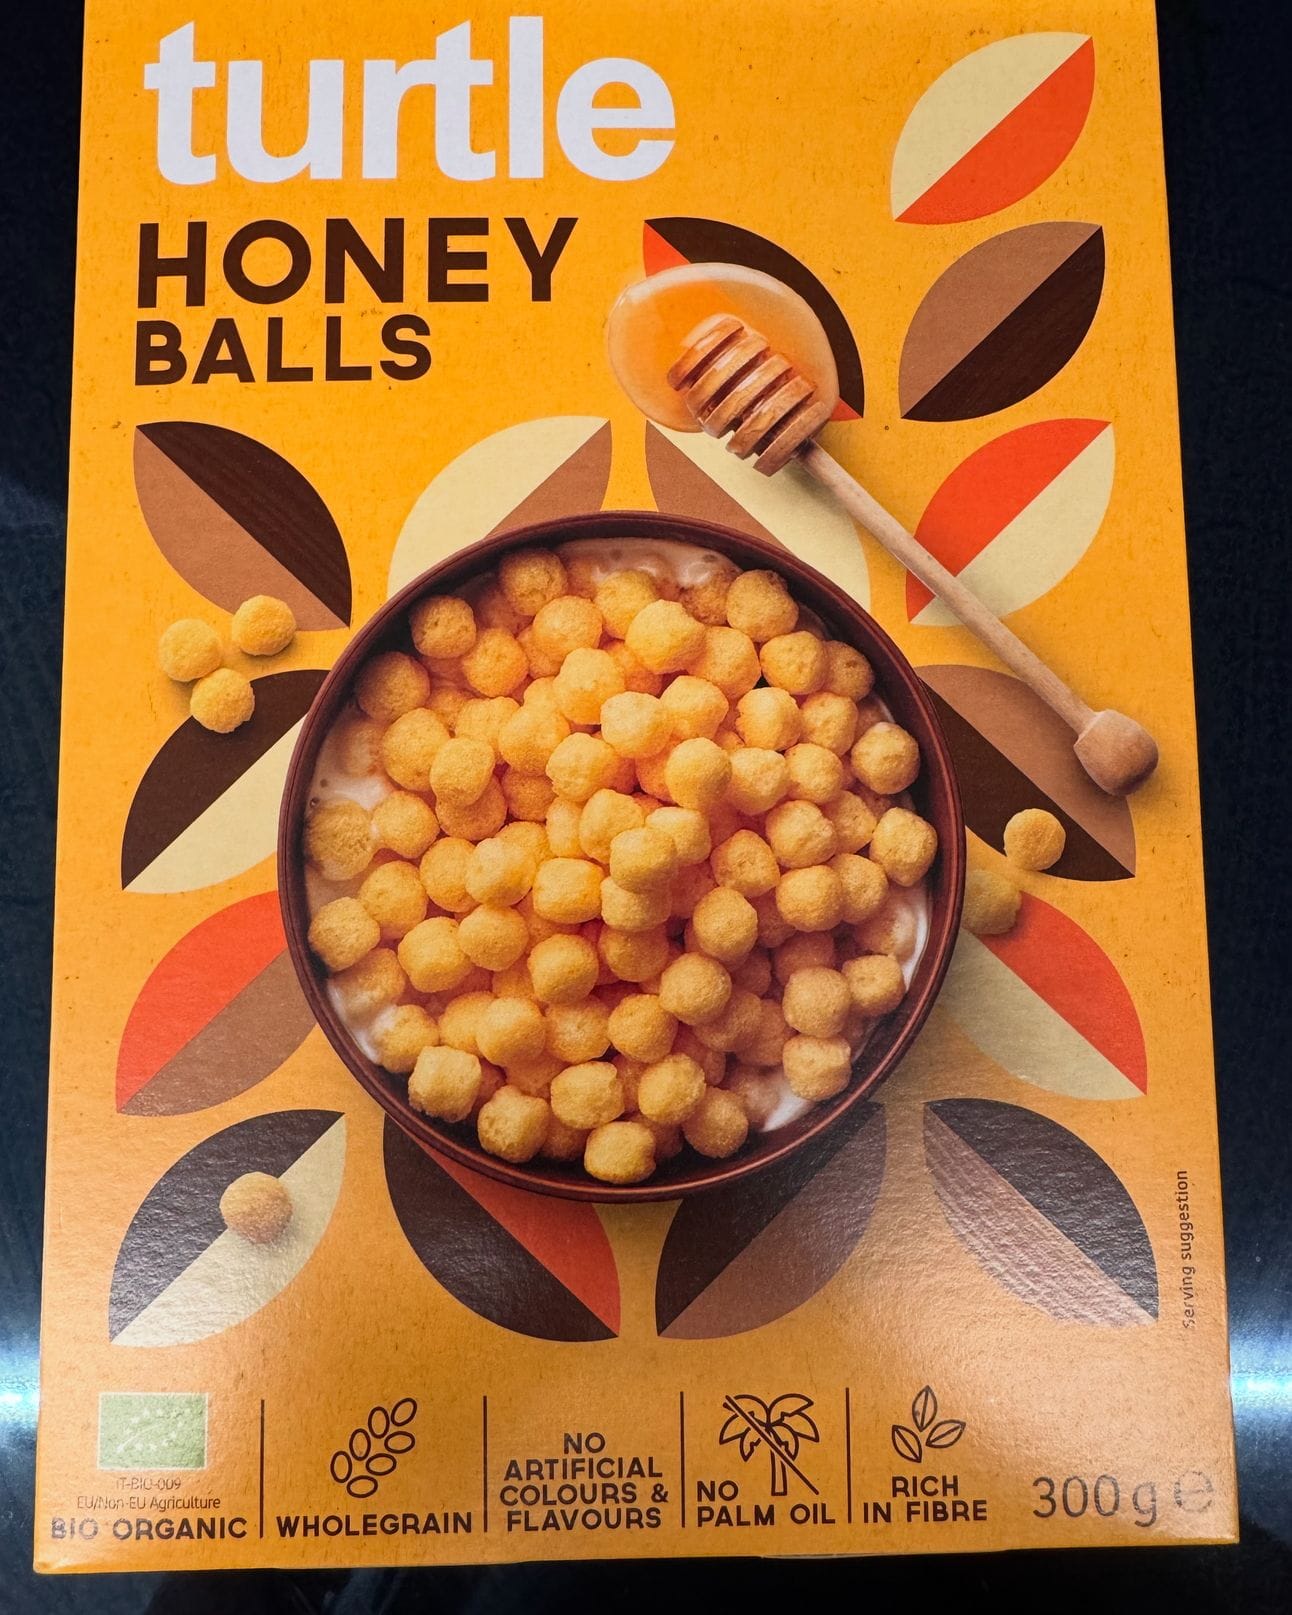 turtle
HONEY
BALLS
Serving suggestion
IT-BIO-009
EU/Non-EU Agriculture
BIO ORGANIC
WHOLEGRAIN
NO
ARTIFICIAL
COLOURS &
FLAVOURS
NO
PALM OIL
RICH
IN FIBRE
300 g ℮